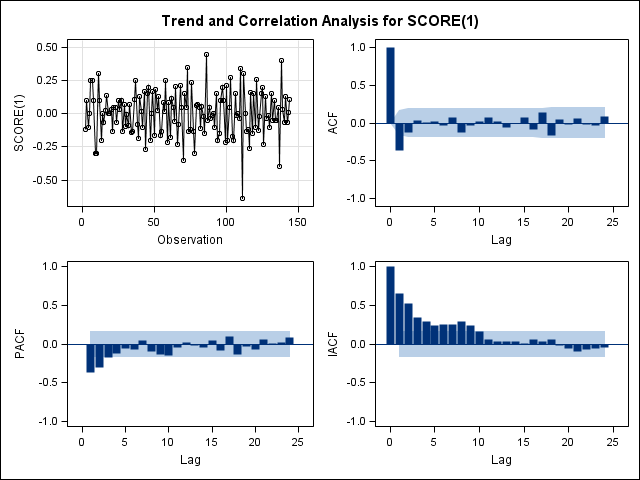 Trend and Correlation Analysis for SCORE(1)
SCORE(1)
0.50
0.25
0.00
-0.25
-0.50
0 50 100 150
Observation
ACF
1.0
0.5
0.0
-0.5
-1.0
0 5 10 15 20 25
Lag
PACF
1.0
0.5
0.0
-0.5
-1.0
0 5 10 15 20 25
Lag
IACF
1.0
0.5
0.0
-0.5
-1.0
0 5 10 15 20 25
Lag